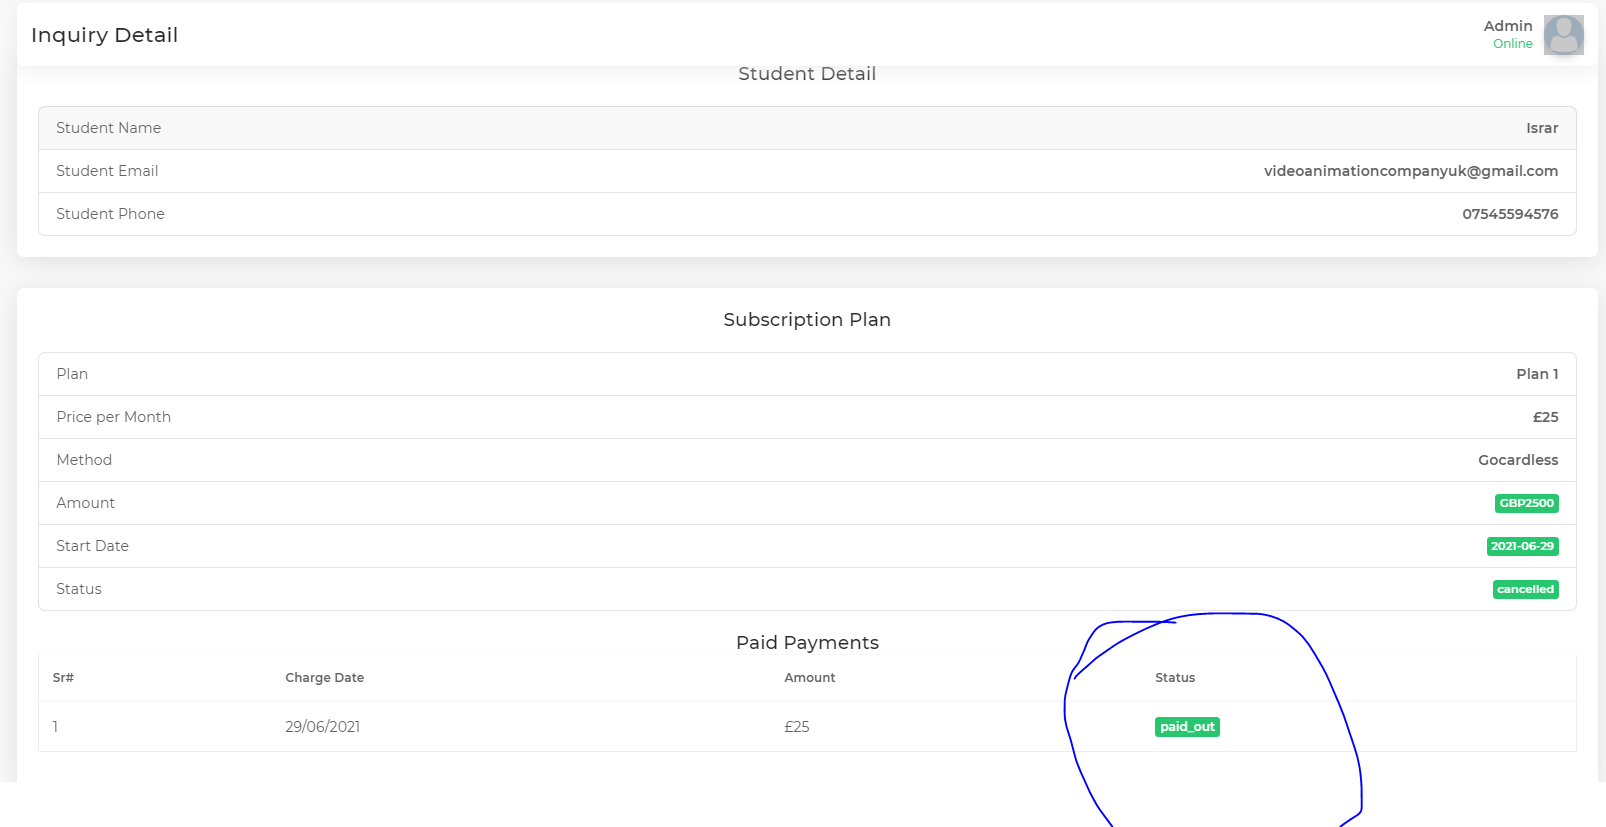 Inquiry Detail
Admin
Online
Student Detail
Student Name Israr
Student Email videoanimationcompanyuk@gmail.com
Student Phone 07545594576
Subscription Plan
Plan Plan 1
Price per Month £25
Method Gocardless
Amount GBP2500
Start Date 2021-06-29
Status cancelled
Paid Payments
Sr# Charge Date Amount Status
1 29/06/2021 £25 paid_out